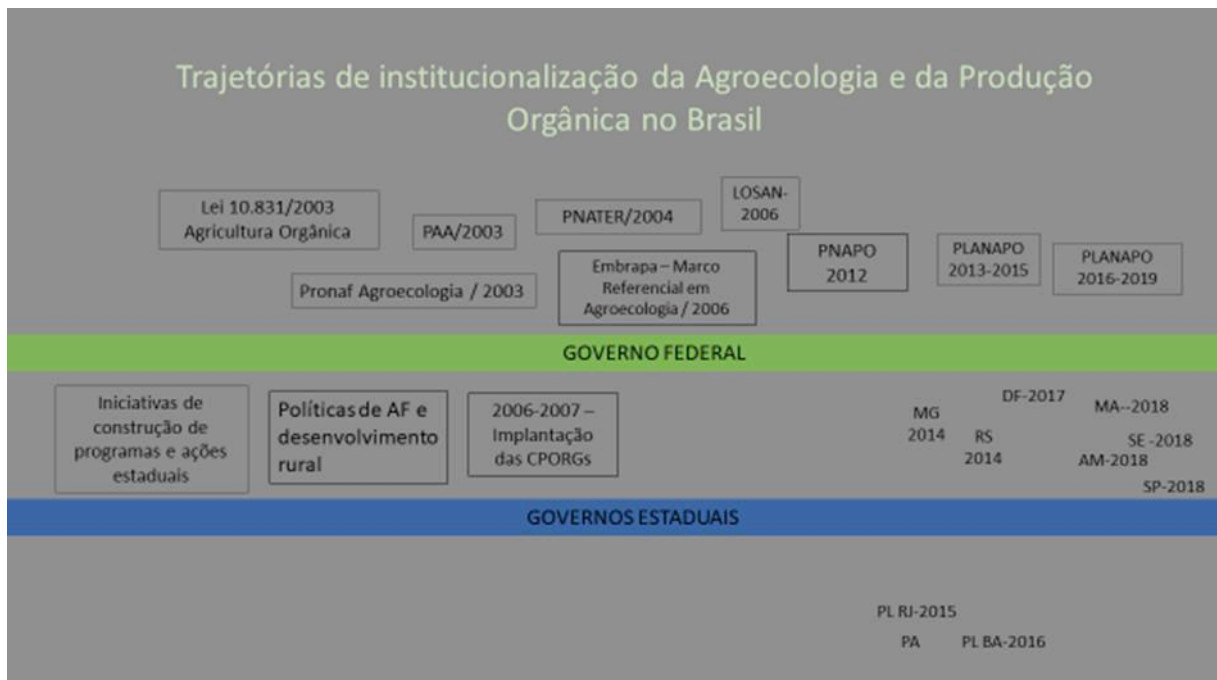 Trajetórias de institucionalização da Agroecologia e da Produção
Orgânica no Brasil
Lei 10.831/2003
Agricultura Orgânica
PAA/2003
PNATER/2004
LOSAN-
2006
Pronaf Agroecologia / 2003
Embrapa – Marco
Referencial em
Agroecologia / 2006
PNAPO
2012
PLANAPO
2013-2015
PLANAPO
2016-2019
GOVERNO FEDERAL
Iniciativas de
construção de
programas e ações
estaduais
Políticas de AF e
desenvolvimento
rural
2006-2007 –
Implantação
das CPORGs
MG
2014
RS
2014
DF-2017
MA--2018
SE -2018
AM-2018
SP-2018
GOVERNOS ESTADUAIS
PL RJ-2015
PA
PL BA-2016